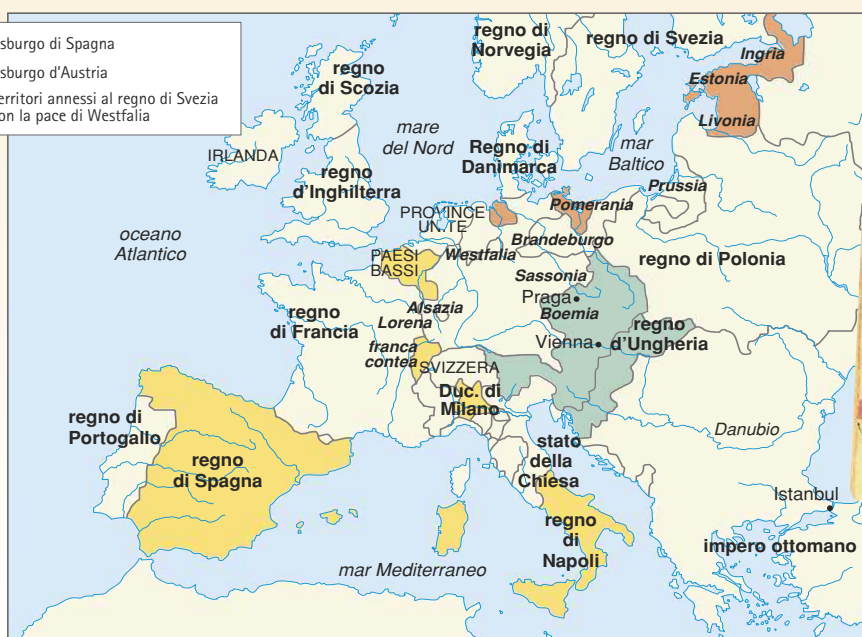 sburgo di Spagna
sburgo d'Austria
erritori annessi al regno di Svezia
on la pace di Westfalia
regno di
Norvegia
regno di Svezia
Ingria
Estonia
Livonia
regno
di Scozia
mare
del Nord
Regno di
Danimarca
mar
Baltico
IRLANDA
regno
d'Inghilterra
Prussia
Pomerania
PROVINCE
UNITE
Brandeburgo
oceano
Atlantico
PAESI
BASSI
Westfalia
regno di Polonia
Sassonia
Praga
Boemia
regno
di Francia
Alsazia
Lorena
regno
d'Ungheria
Vienna
franca
contea
SVIZZERA
Duc. di
Milano
regno di
Portogallo
Danubio
stato
della
Chiesa
regno
di Spagna
Istanbul
regno
di
Napoli
impero ottomano
mar Mediterraneo